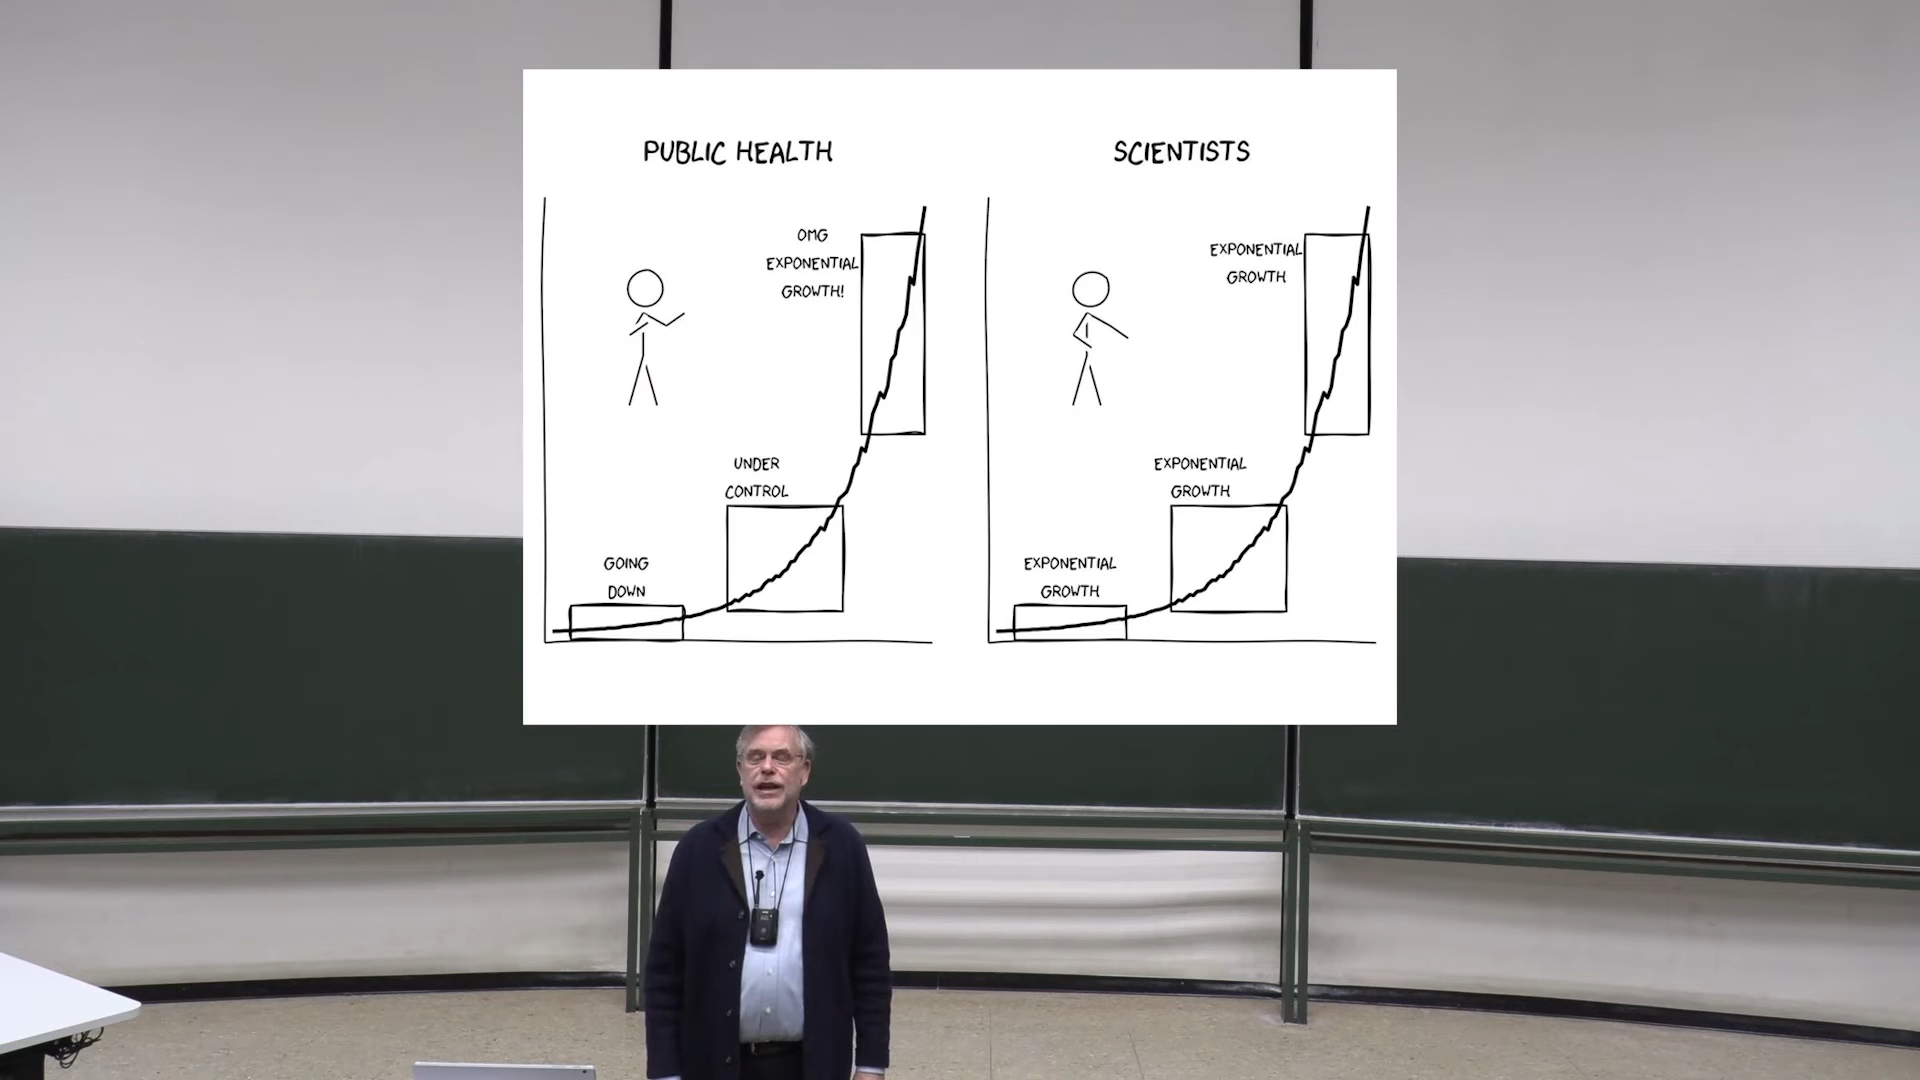 PUBLIC HEALTH
OMG
EXPONENTIAL
GROWTH!
UNDER
CONTROL
GOING
DOWN
SCIENTISTS
EXPONENTIAL
GROWTH
EXPONENTIAL
GROWTH
EXPONENTIAL
GROWTH